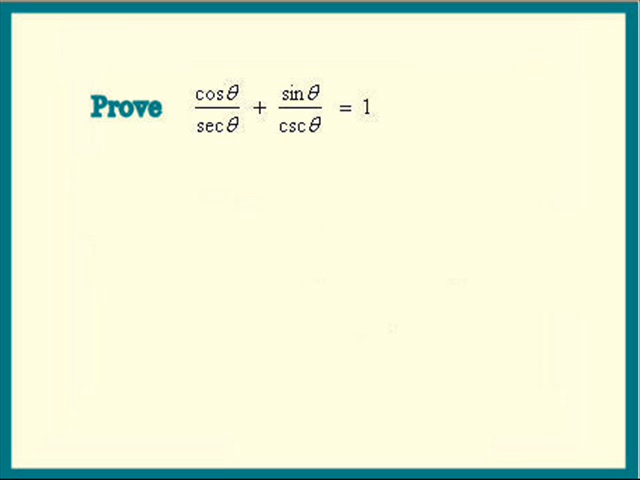 Prove cosθ/secθ + sinθ/cscθ = 1